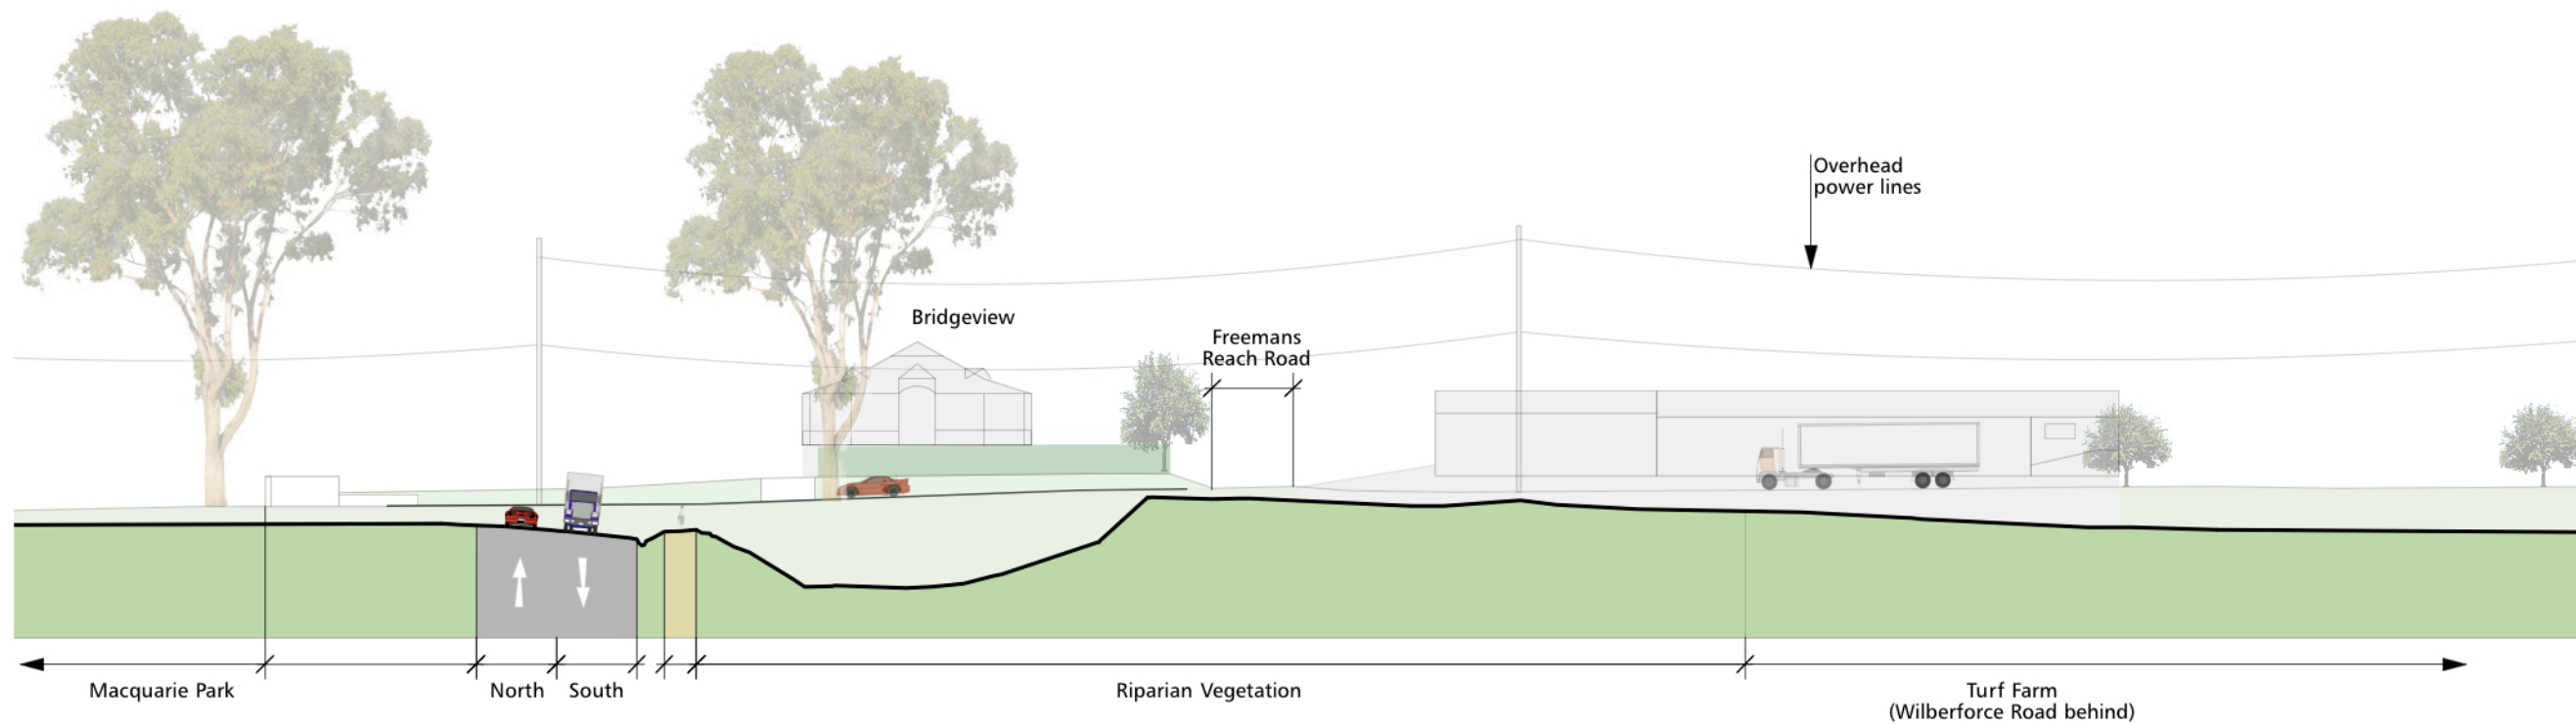 Overhead
power lines
Bridgeview
Freemans
Reach Road
Macquarie Park
North
South
Riparian Vegetation
Turf Farm
(Wilberforce Road behind)